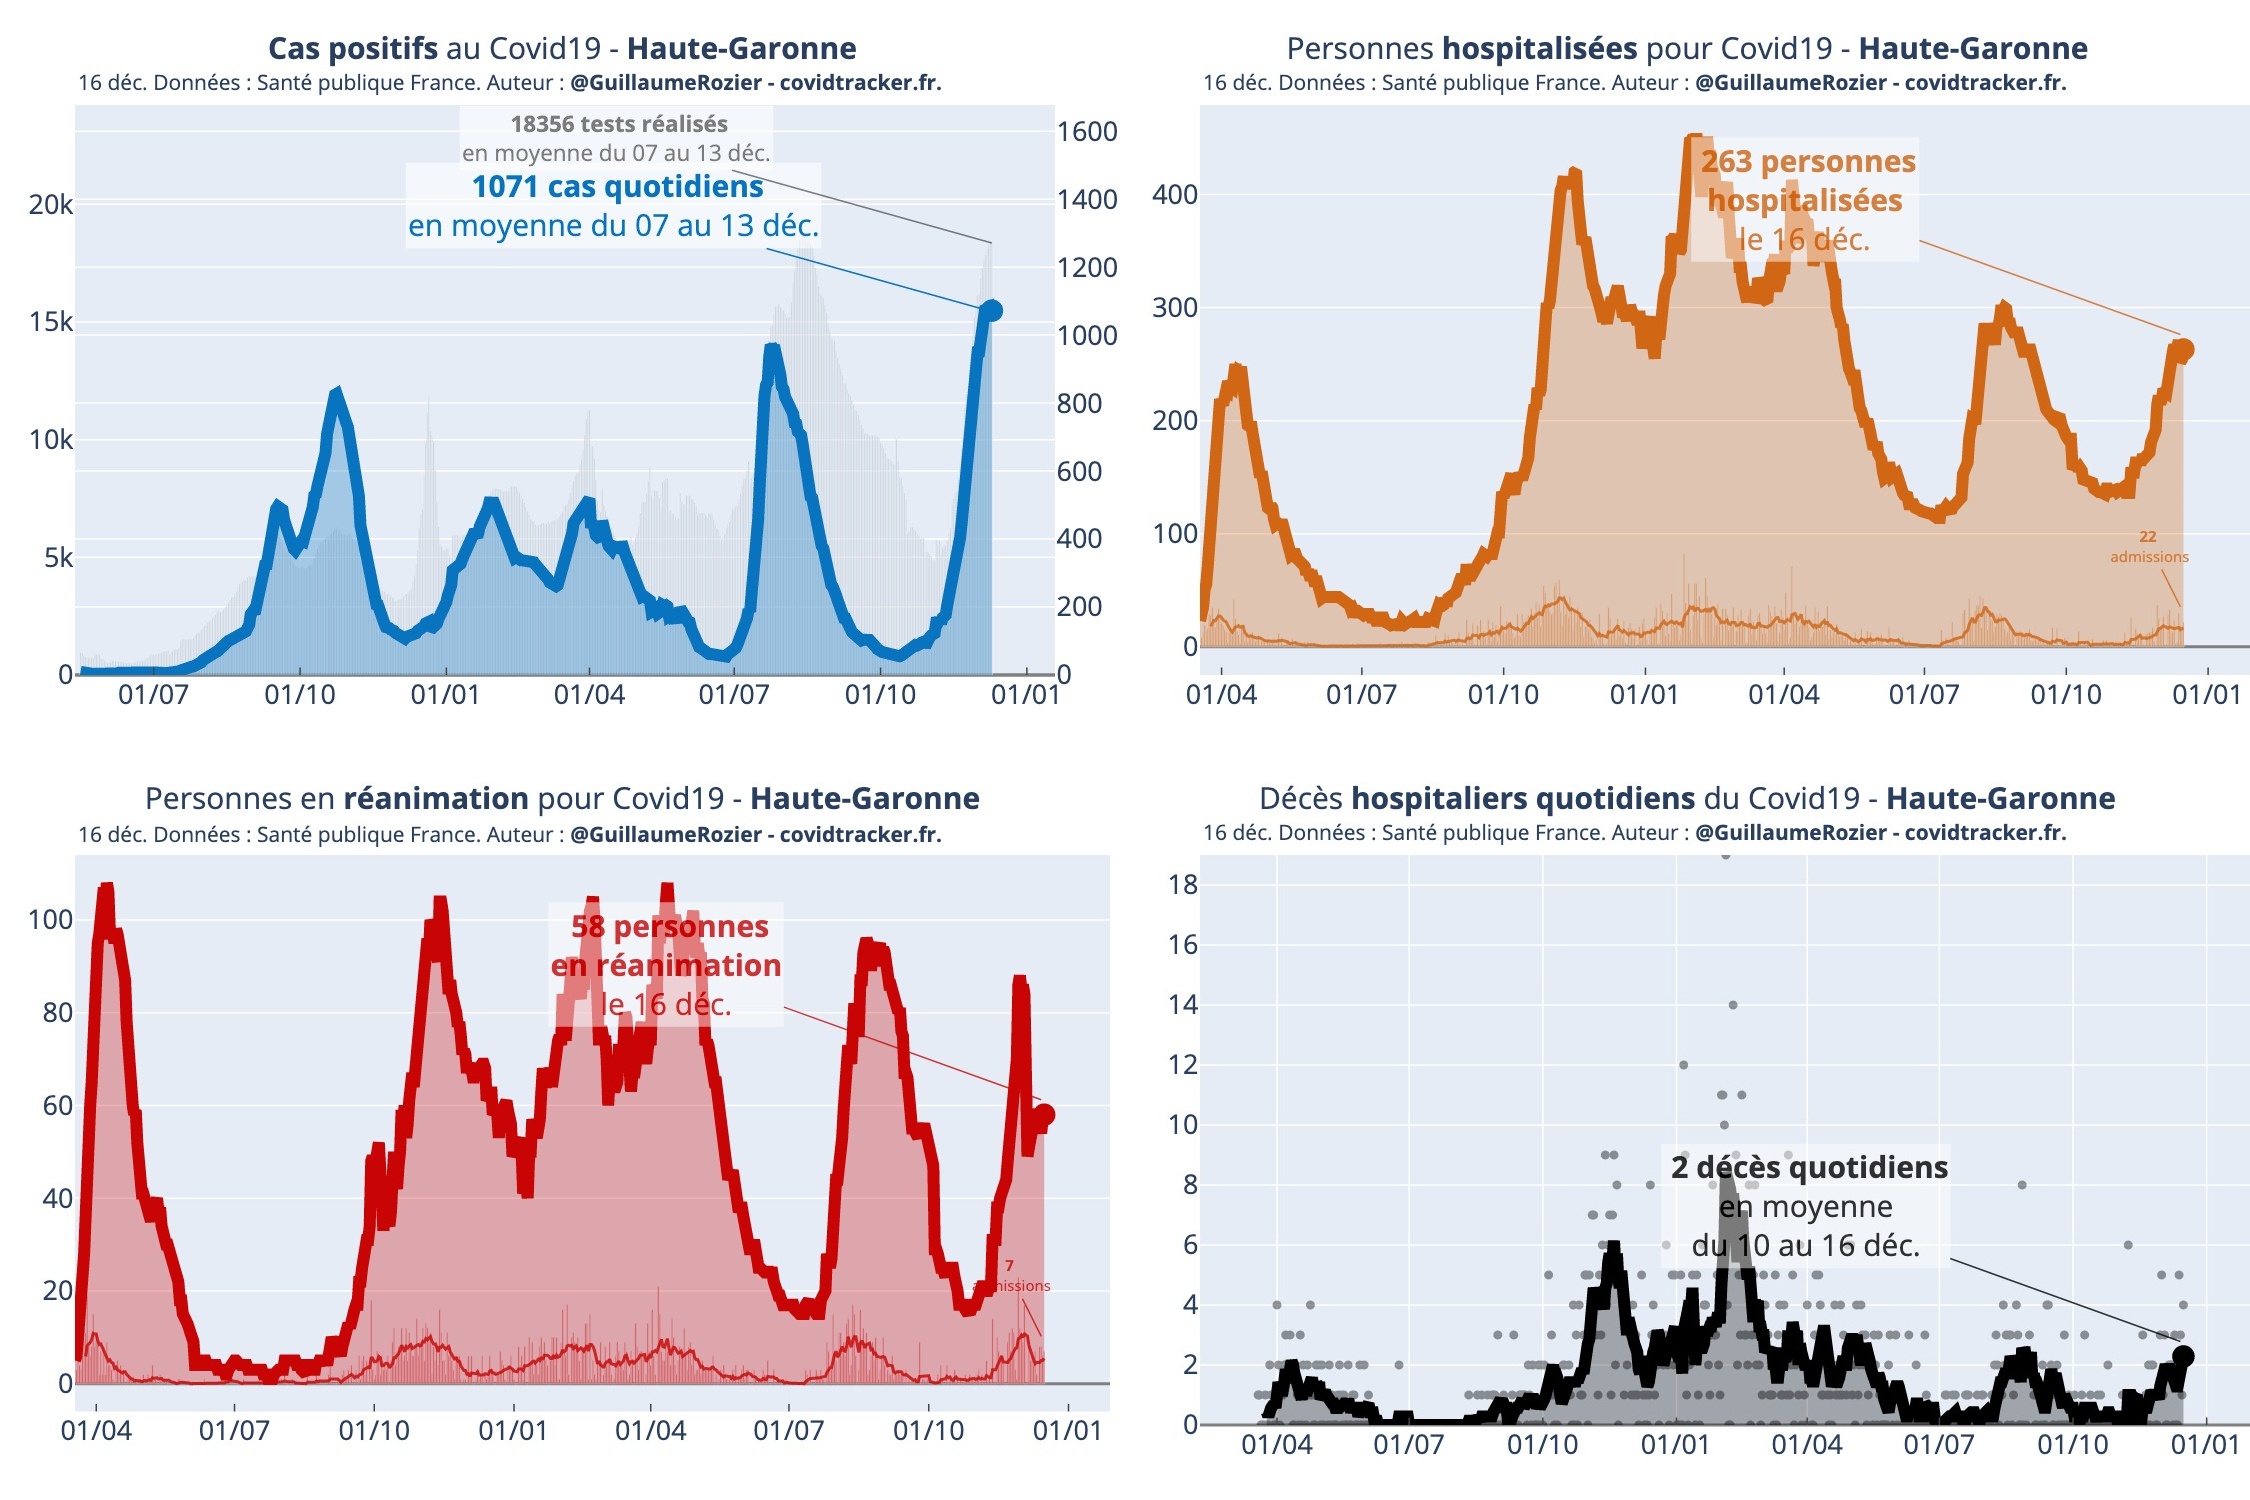 Cas positifs au Covid19 - Haute-Garonne
16 déc. Données : Santé publique France. Auteur : @GuillaumeRozier - covidtracker.fr.
18356 tests réalisés
en moyenne du 07 au 13 déc.
1071 cas quotidiens
en moyenne du 07 au 13 déc.
20k
15k
10k
5k
0
1600
1400
1200
1000
800
600
400
200
0
01/07 01/10 01/01 01/04 01/07 01/10 01/01
Personnes hospitalisées pour Covid19 - Haute-Garonne
16 déc. Données : Santé publique France. Auteur : @GuillaumeRozier - covidtracker.fr.
263 personnes
hospitalisées
le 16 déc.
22
admissions
400
300
200
100
0
01/04 01/07 01/10 01/01 01/04 01/07 01/10 01/01
Personnes en réanimation pour Covid19 - Haute-Garonne
16 déc. Données : Santé publique France. Auteur : @GuillaumeRozier - covidtracker.fr.
58 personnes
en réanimation
le 16 déc.
7
admissions
100
80
60
40
20
0
01/04 01/07 01/10 01/01 01/04 01/07 01/10 01/01
Décès hospitaliers quotidiens du Covid19 - Haute-Garonne
16 déc. Données : Santé publique France. Auteur : @GuillaumeRozier - covidtracker.fr.
2 décès quotidiens
en moyenne
du 10 au 16 déc.
18
16
14
12
10
8
6
4
2
0
01/04 01/07 01/10 01/01 01/04 01/07 01/10 01/01